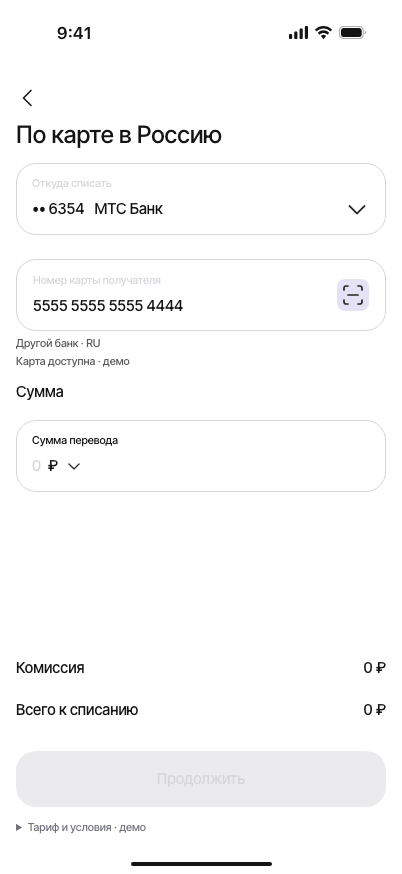 9:41
По карте в Россию
Откуда списать
•• 6354 МТС Банк
Номер карты получателя
5555 5555 5555 4444
Другой банк · RU
Карта доступна · демо
Сумма
Сумма перевода
0 ₽
Комиссия 0 ₽
Всего к списанию 0 ₽
Продолжить
Тариф и условия · демо